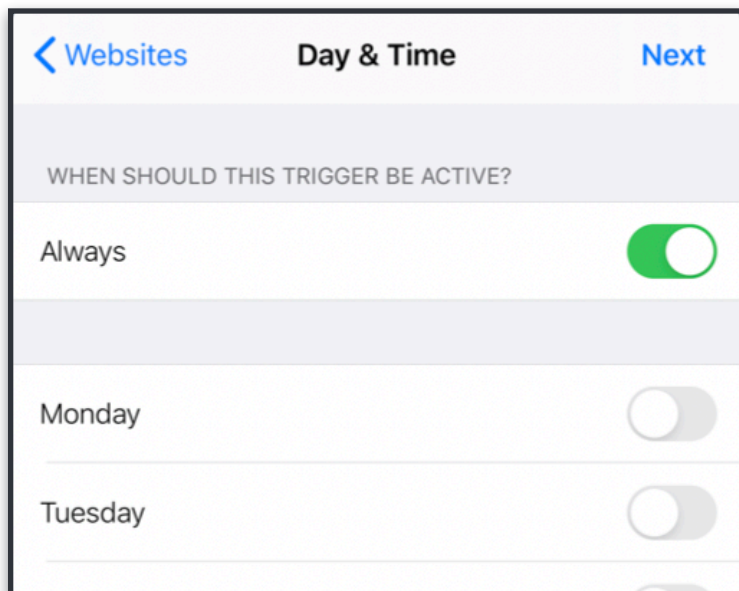 Websites Day & Time Next
WHEN SHOULD THIS TRIGGER BE ACTIVE?
Always
Monday
Tuesday